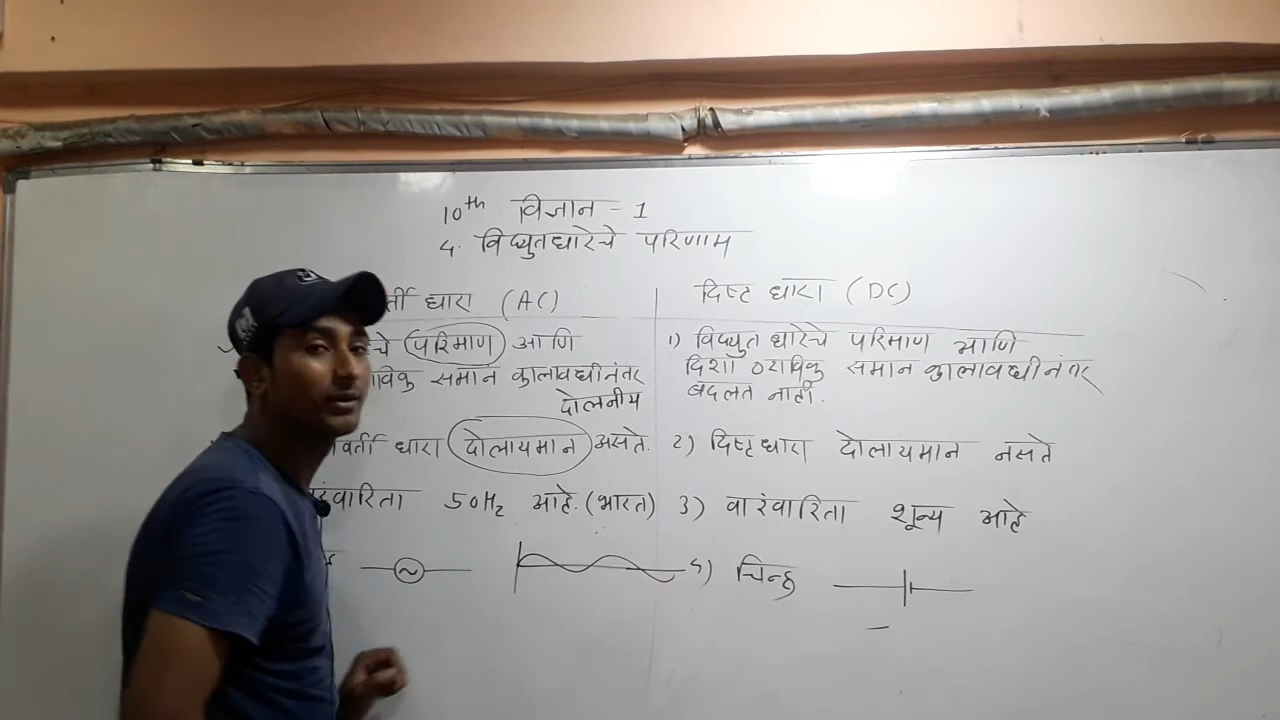 10th विज्ञान - 1
4. विद्युतधारेचे परिणाम
र्ती धारा (AC)
चे परिमाण आणि
ाविक समान कालावधीनंतर
दोलनीय
वर्ती धारा दोलायमान असते.
रंवारिता 50Hz आहे. (भारत)
दिष्ट धारा (DC)
1) विद्युत धारेचे परिमाण आणि
दिशा ठराविक समान कालावधीनंतर
बदलत नाही.
2) दिष्ट धारा दोलायमान नसते
3) वारंवारिता शून्य आहे
4) चिन्ह